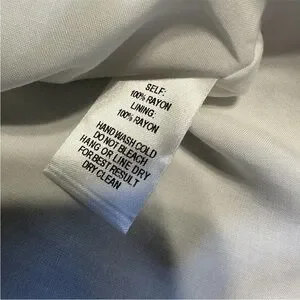 SELF:
100% RAYON
LINING:
100% RAYON
HAND WASH COLD
DO NOT BLEACH
HANG OR LINE DRY
FOR BEST RESULT
DRY CLEAN